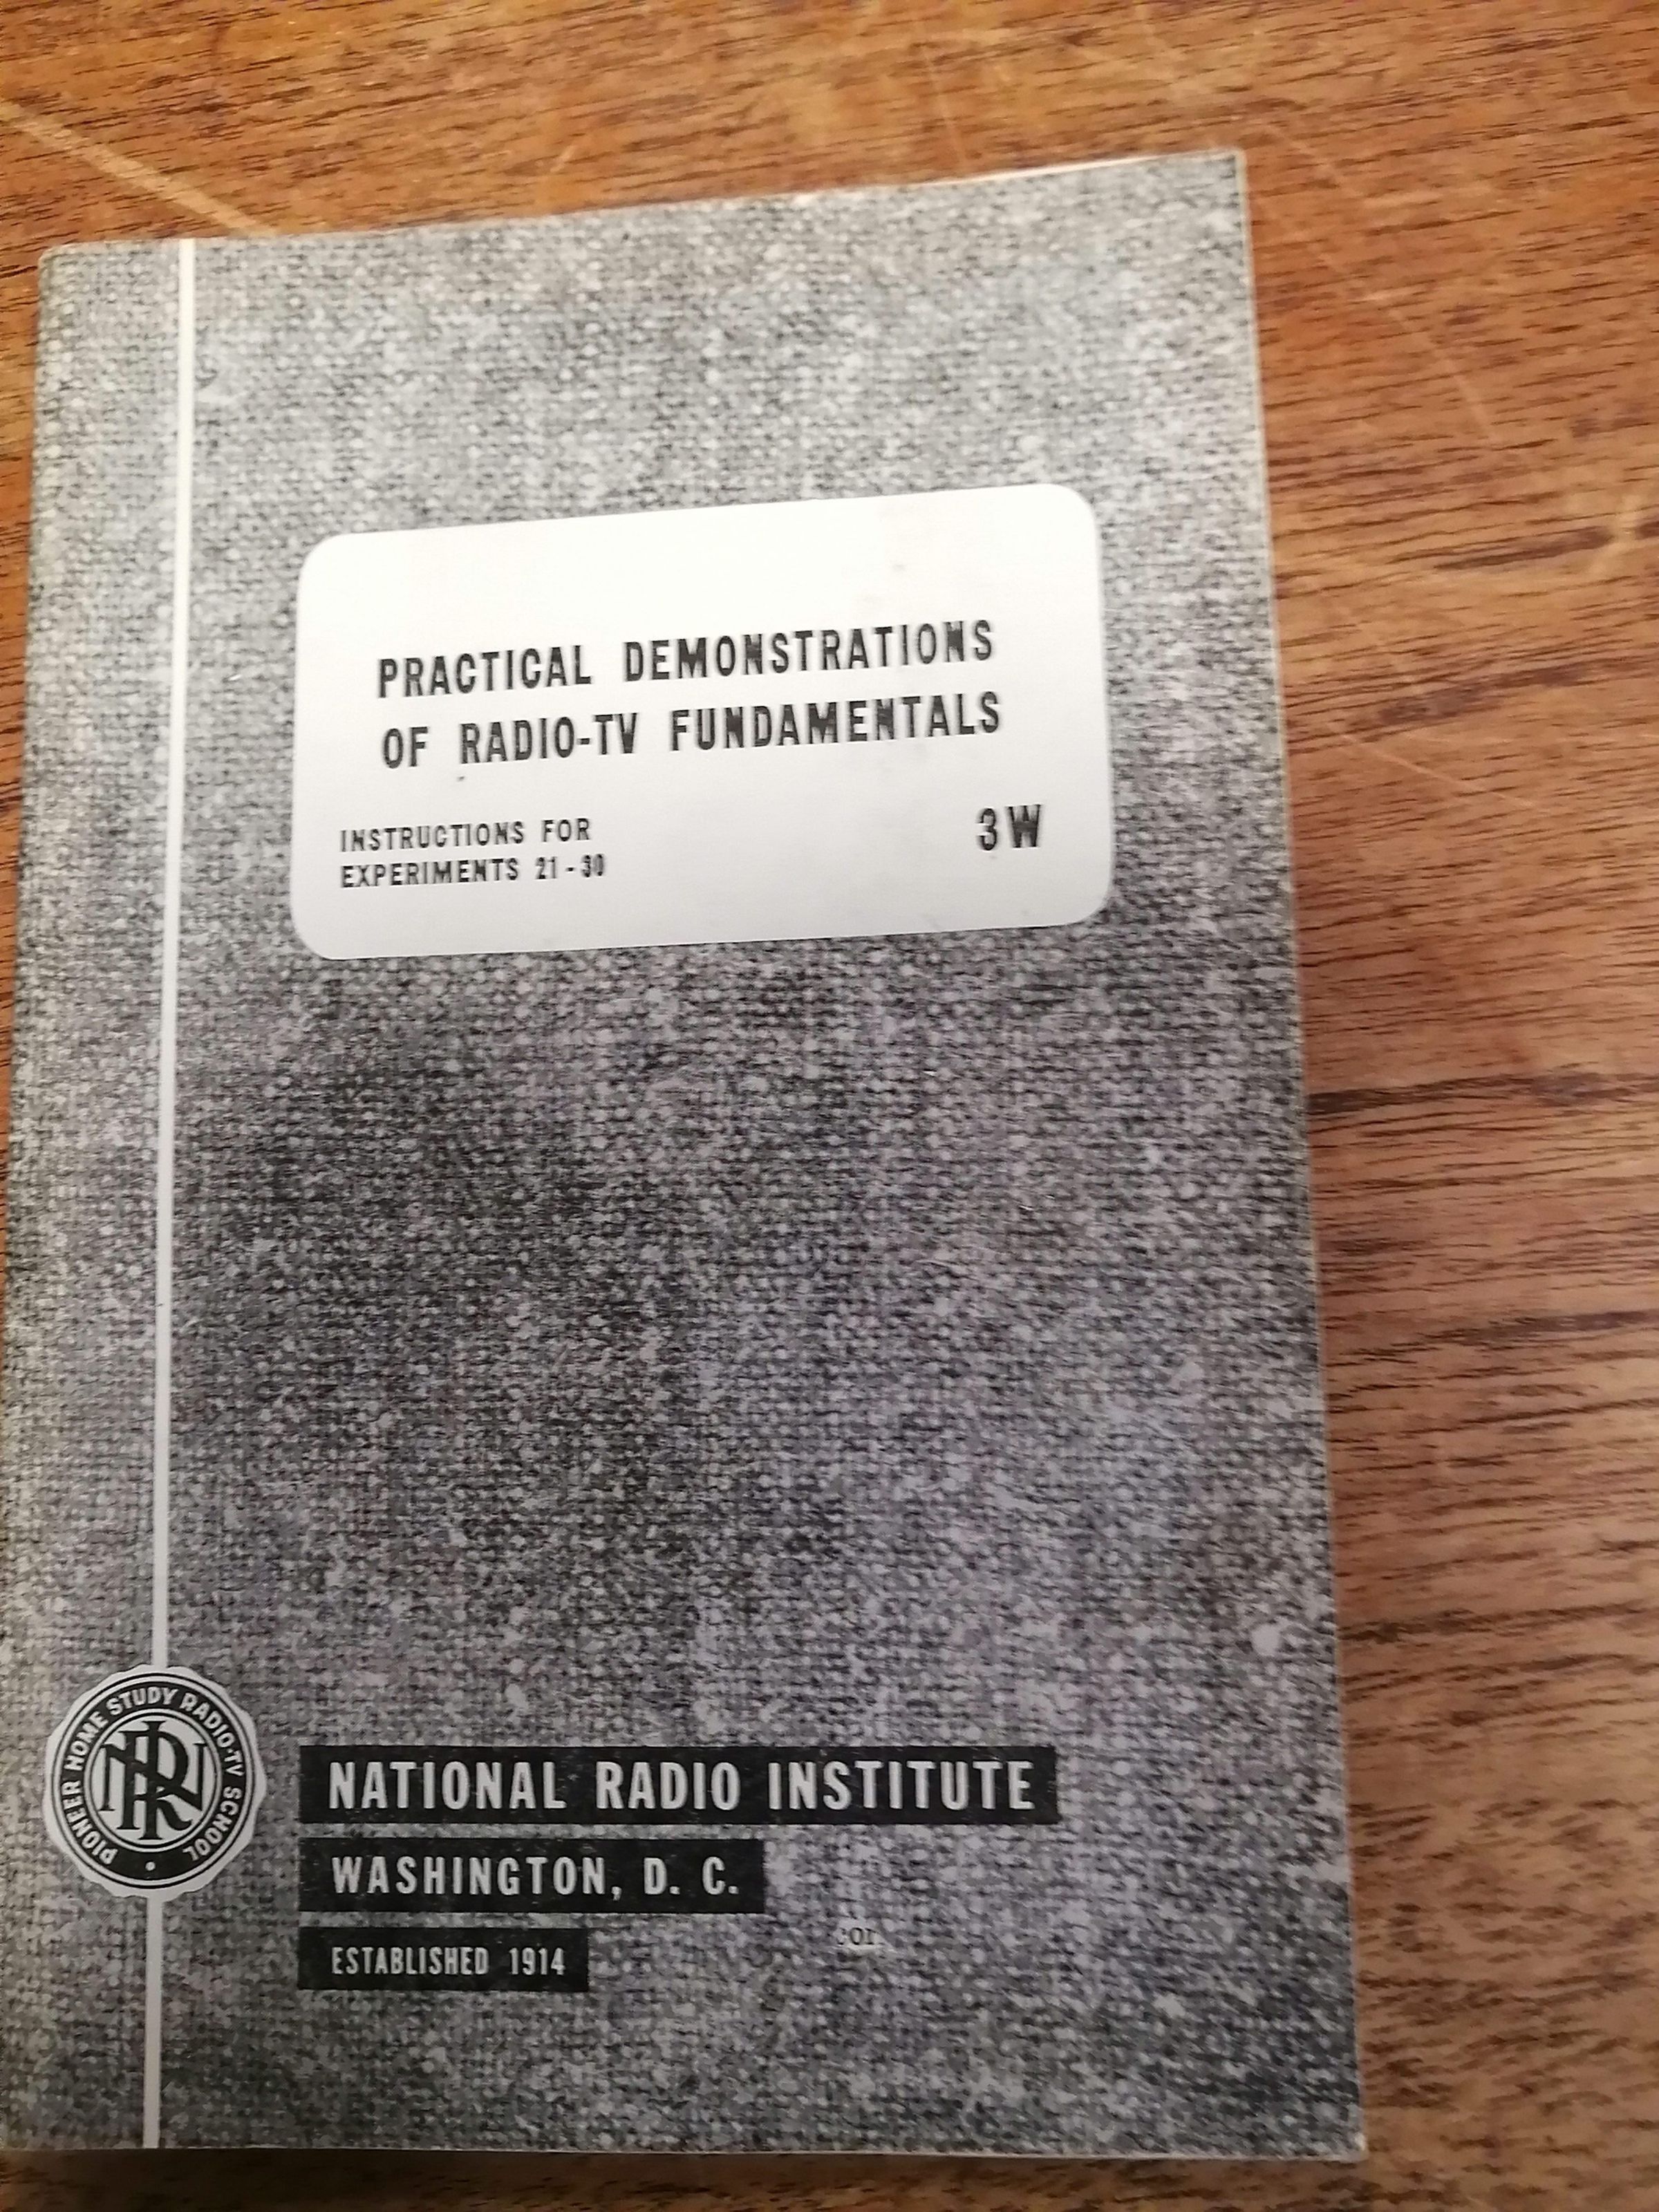 PRACTICAL DEMONSTRATIONS
OF RADIO-TV FUNDAMENTALS
INSTRUCTIONS FOR
EXPERIMENTS 21-30
3W
PIONEER HOME STUDY RADIO-TV SCHOOL
NRI
NATIONAL RADIO INSTITUTE
WASHINGTON, D. C.
ESTABLISHED 1914